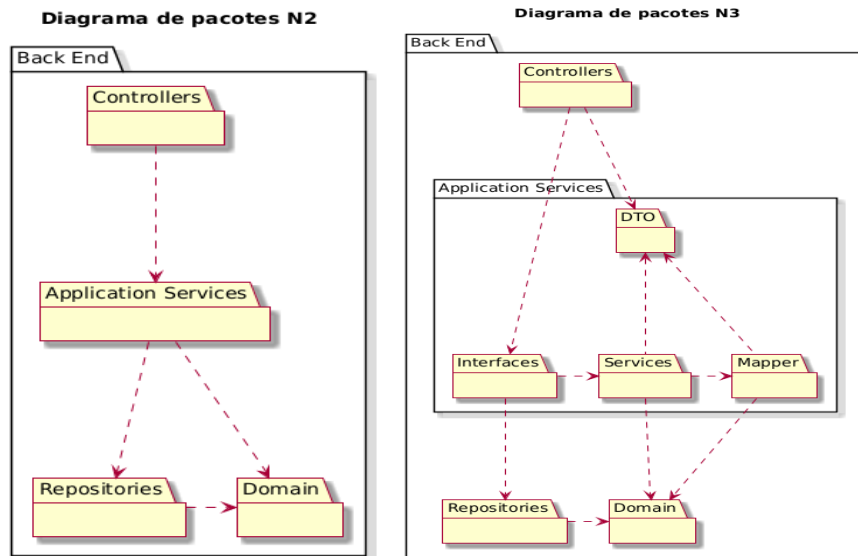 Diagrama de pacotes N2
Back End
Controllers
Application Services
Repositories
Domain
Diagrama de pacotes N3
Back End
Controllers
Application Services
DTO
Interfaces
Services
Mapper
Repositories
Domain